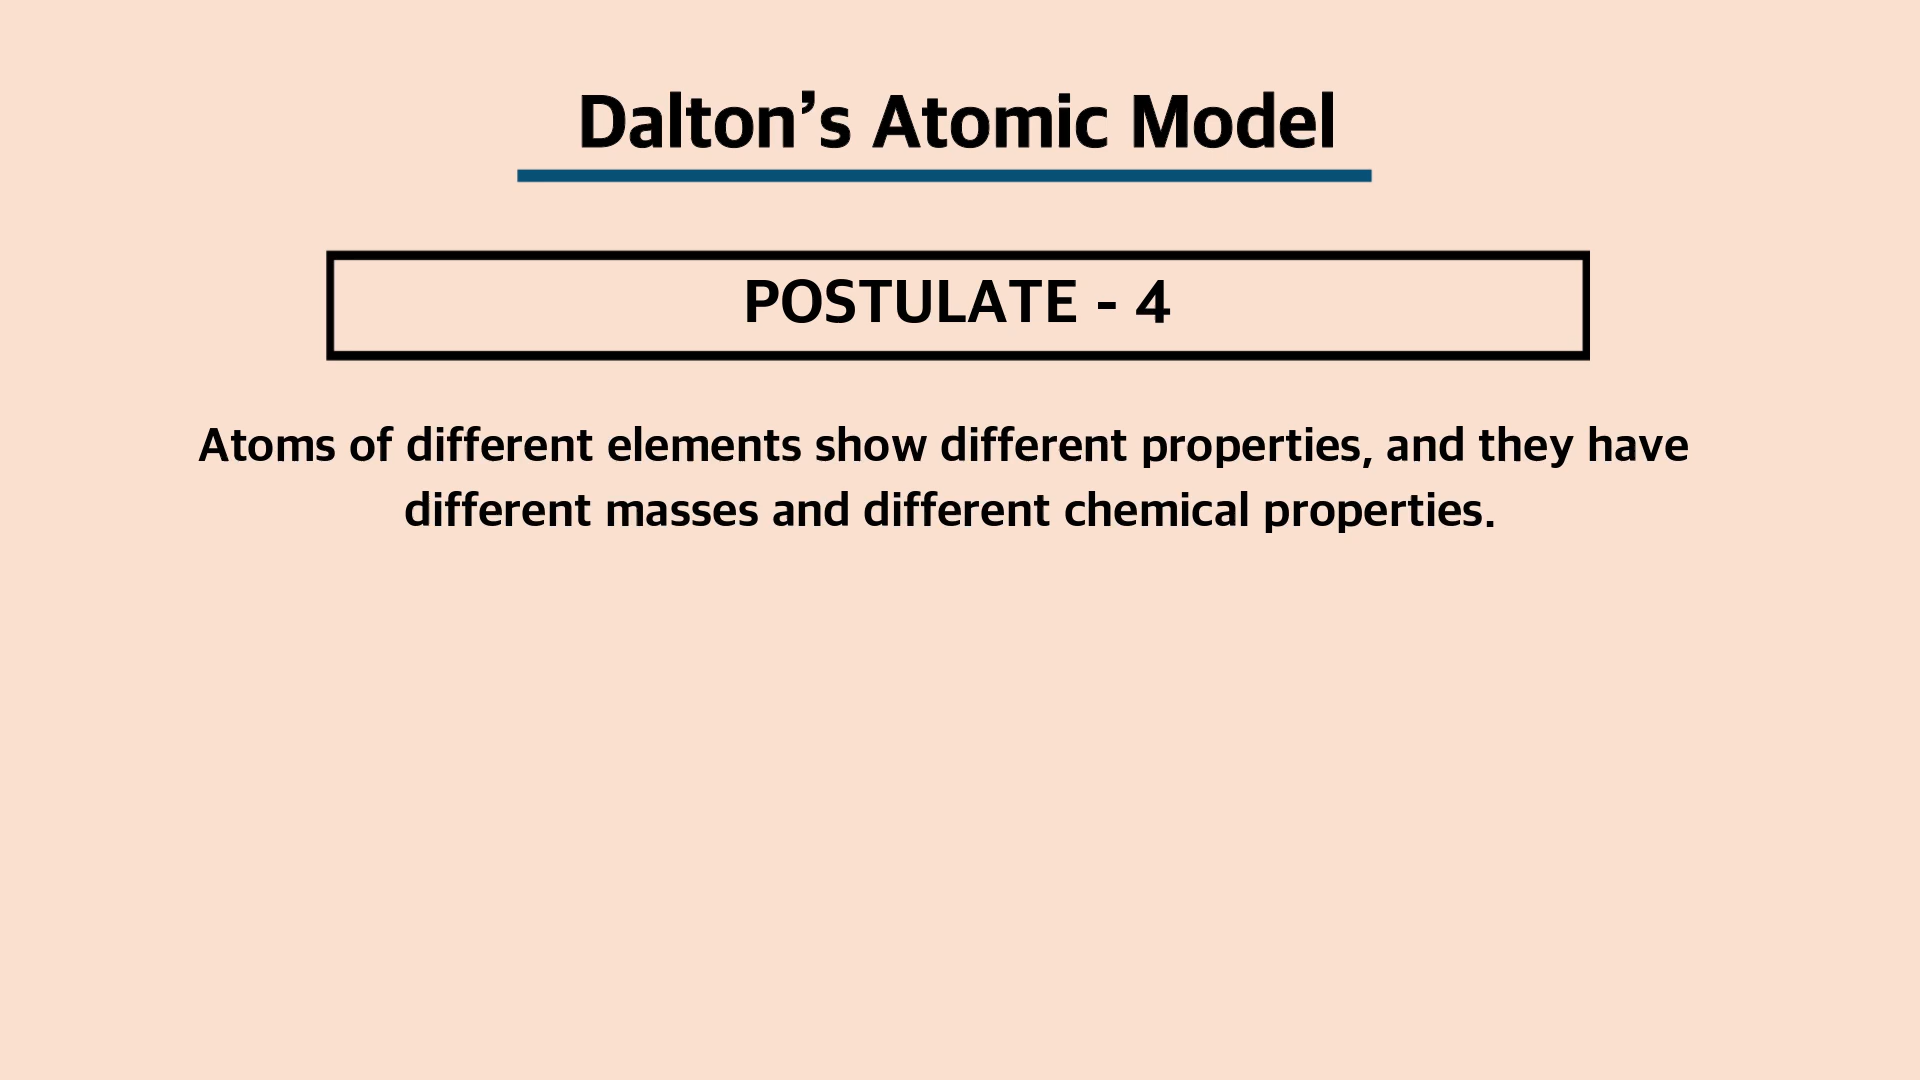 Dalton’s Atomic Model
POSTULATE - 4
Atoms of different elements show different properties, and they have
different masses and different chemical properties.